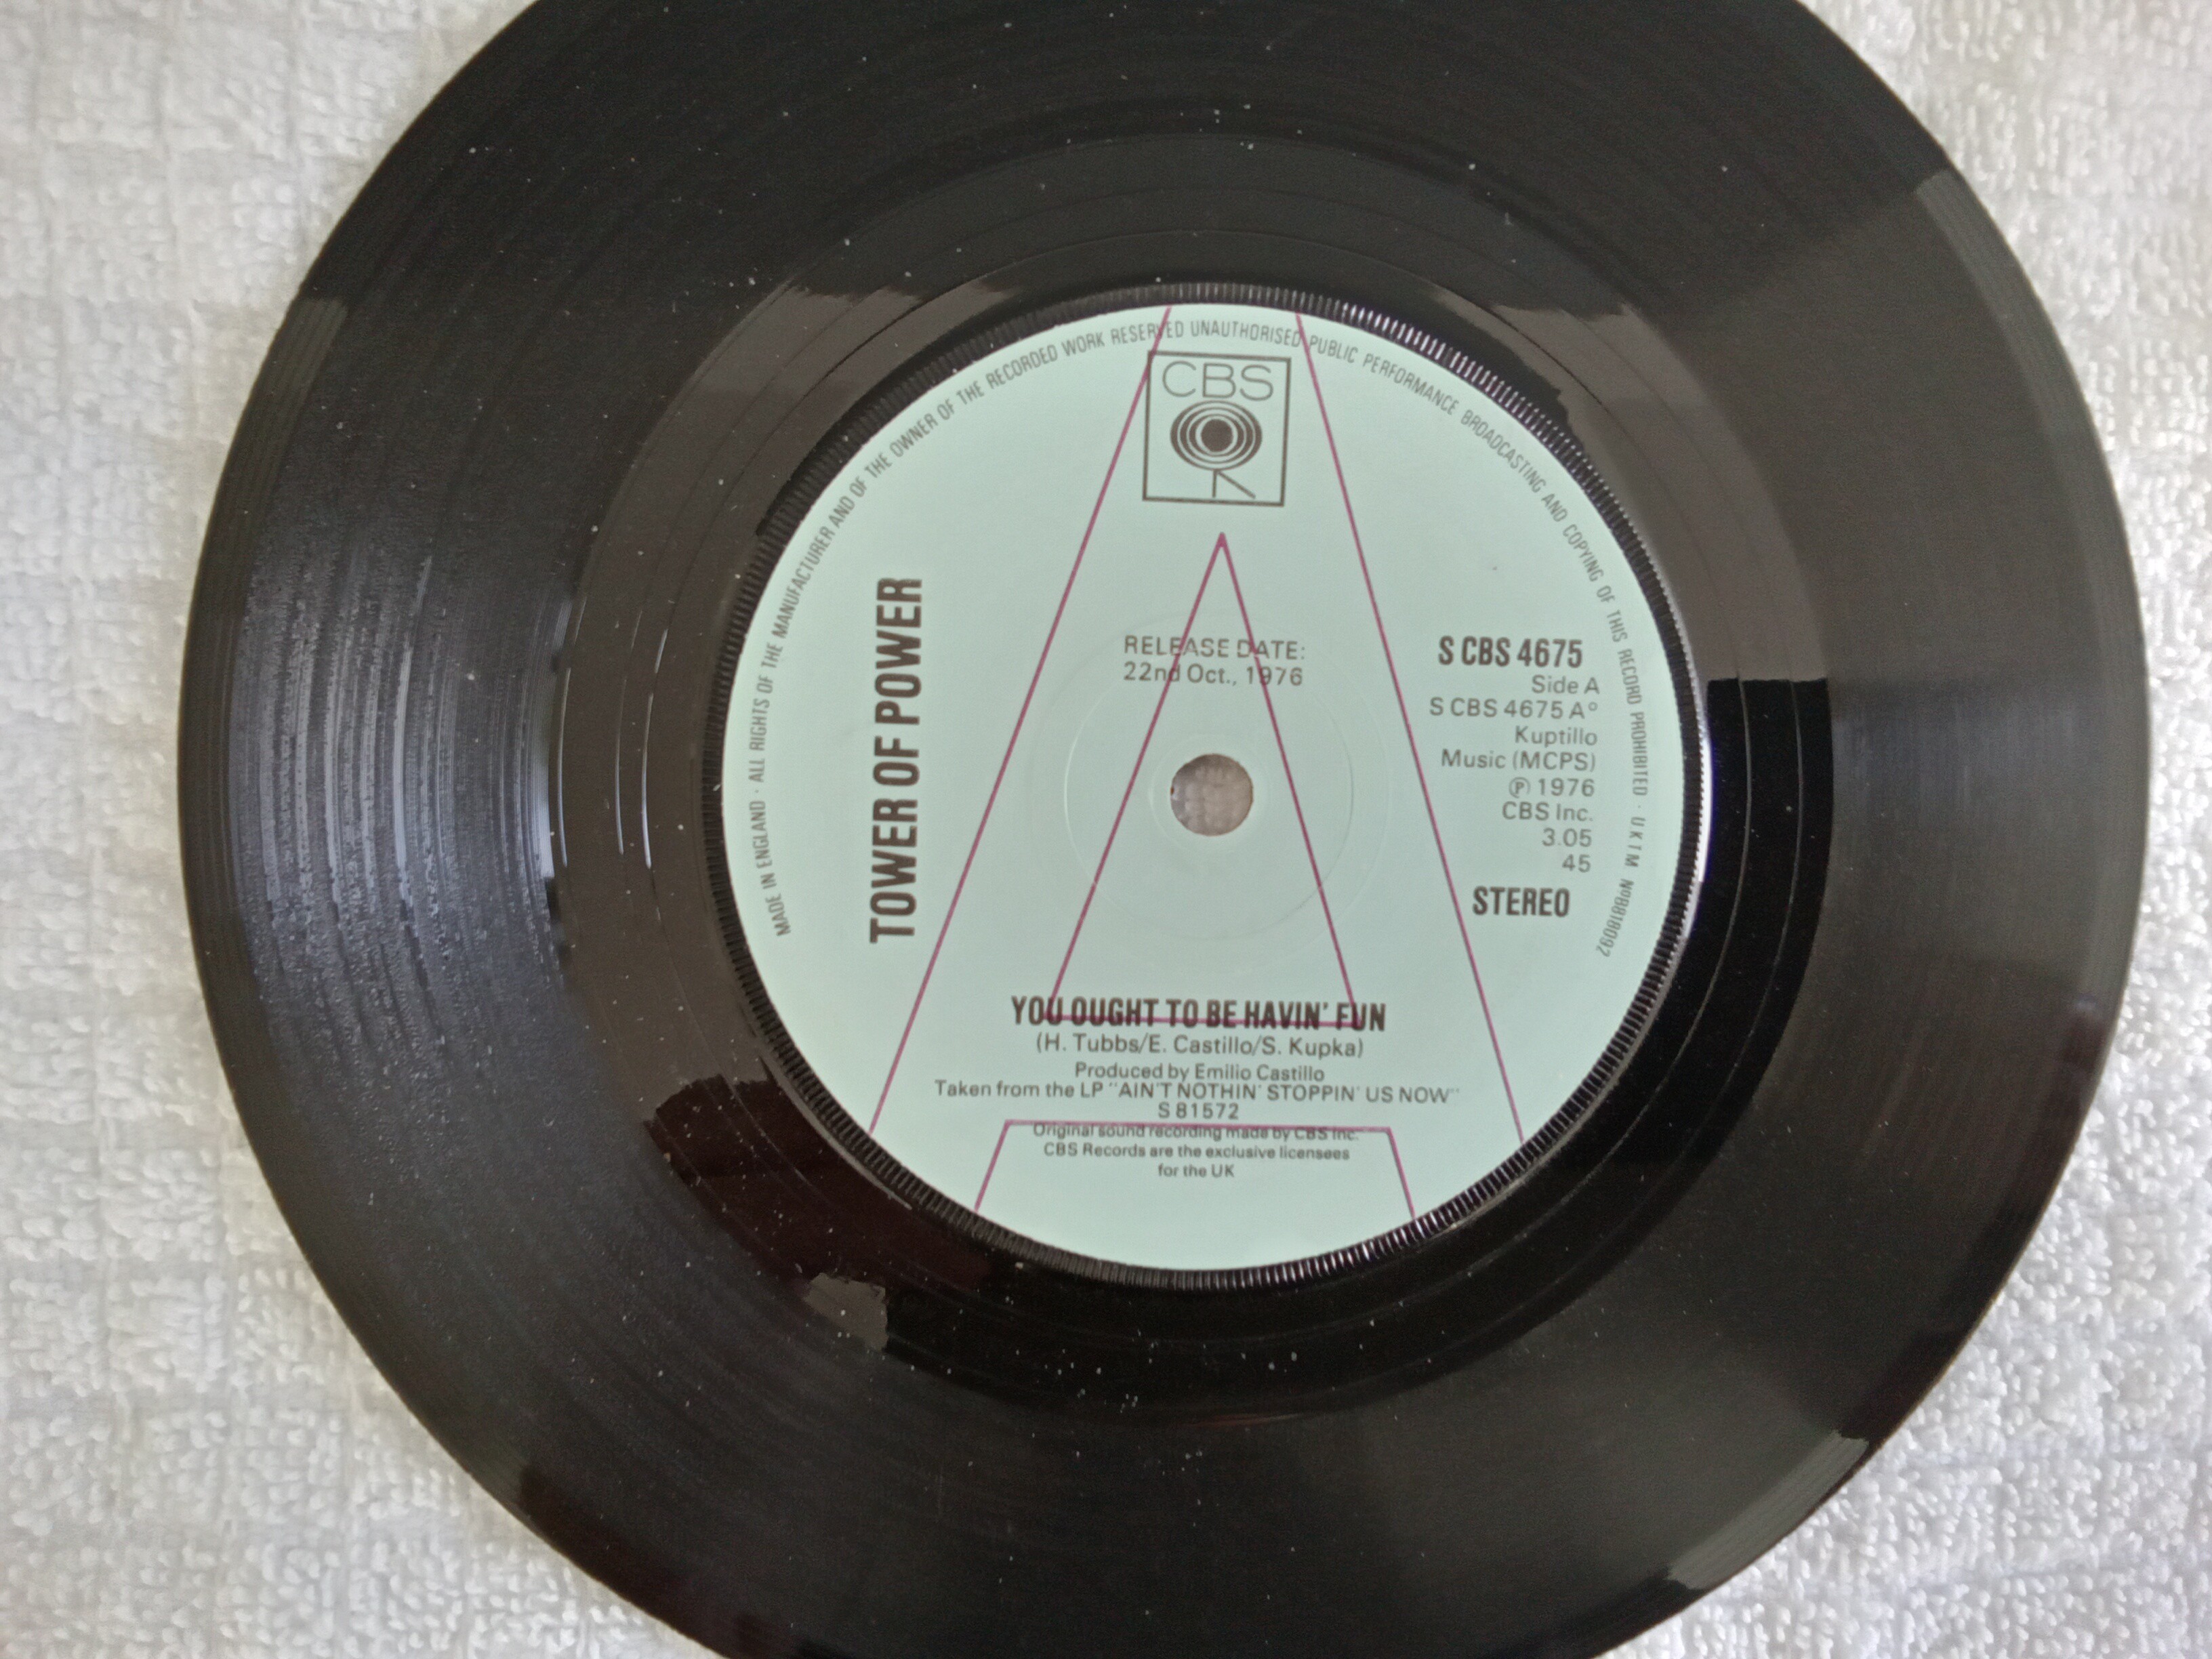 MADE IN ENGLAND · ALL RIGHTS OF THE MANUFACTURER AND OF THE OWNER OF THE RECORDED WORK RESERVED UNAUTHORISED PUBLIC PERFORMANCE BROADCASTING AND COPYING OF THIS RECORD PROHIBITED · U K I M NoB818092
CBS
TOWER OF POWER
A
RELEASE DATE:
22nd Oct., 1976
S CBS 4675
Side A
S CBS 4675 A°
Kuptillo
Music (MCPS)
℗ 1976
CBS Inc.
3.05
45
STEREO
YOU OUGHT TO BE HAVIN' FUN
(H. Tubbs/E. Castillo/S. Kupka)
Produced by Emilio Castillo
Taken from the LP "AIN'T NOTHIN' STOPPIN' US NOW"
S 81572
Original sound recording made by CBS Inc.
CBS Records are the exclusive licensees
for the UK